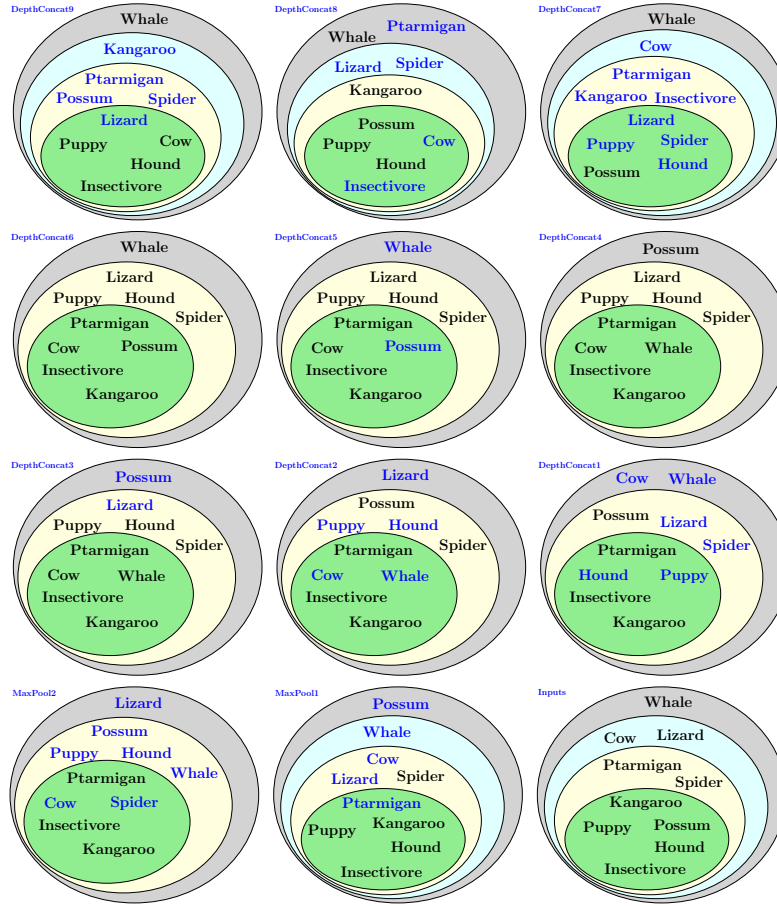 DepthConcat9
Whale
Kangaroo
Ptarmigan
Possum Spider
Lizard
Puppy Cow
Hound
Insectivore
DepthConcat8
Ptarmigan
Whale
Lizard Spider
Kangaroo
Possum
Puppy Cow
Hound
Insectivore
DepthConcat7
Whale
Cow
Ptarmigan
Kangaroo Insectivore
Lizard
Puppy Spider
Possum Hound
DepthConcat6
Whale
Lizard
Puppy Hound
Spider
Ptarmigan
Cow Possum
Insectivore
Kangaroo
DepthConcat5
Whale
Lizard
Puppy Hound
Spider
Ptarmigan
Cow Possum
Insectivore
Kangaroo
DepthConcat4
Possum
Lizard
Puppy Hound
Spider
Ptarmigan
Cow Whale
Insectivore
Kangaroo
DepthConcat3
Possum
Lizard
Puppy Hound
Spider
Ptarmigan
Cow Whale
Insectivore
Kangaroo
DepthConcat2
Lizard
Possum
Puppy Hound
Spider
Ptarmigan
Cow Whale
Insectivore
Kangaroo
DepthConcat1
Cow Whale
Possum Lizard
Spider
Ptarmigan
Hound Puppy
Insectivore
Kangaroo
MaxPool2
Lizard
Possum
Puppy Hound
Whale
Ptarmigan
Cow Spider
Insectivore
Kangaroo
MaxPool1
Possum
Whale
Cow
Lizard Spider
Ptarmigan
Puppy Kangaroo
Hound
Insectivore
Inputs
Whale
Cow Lizard
Ptarmigan
Spider
Kangaroo
Puppy Possum
Hound
Insectivore